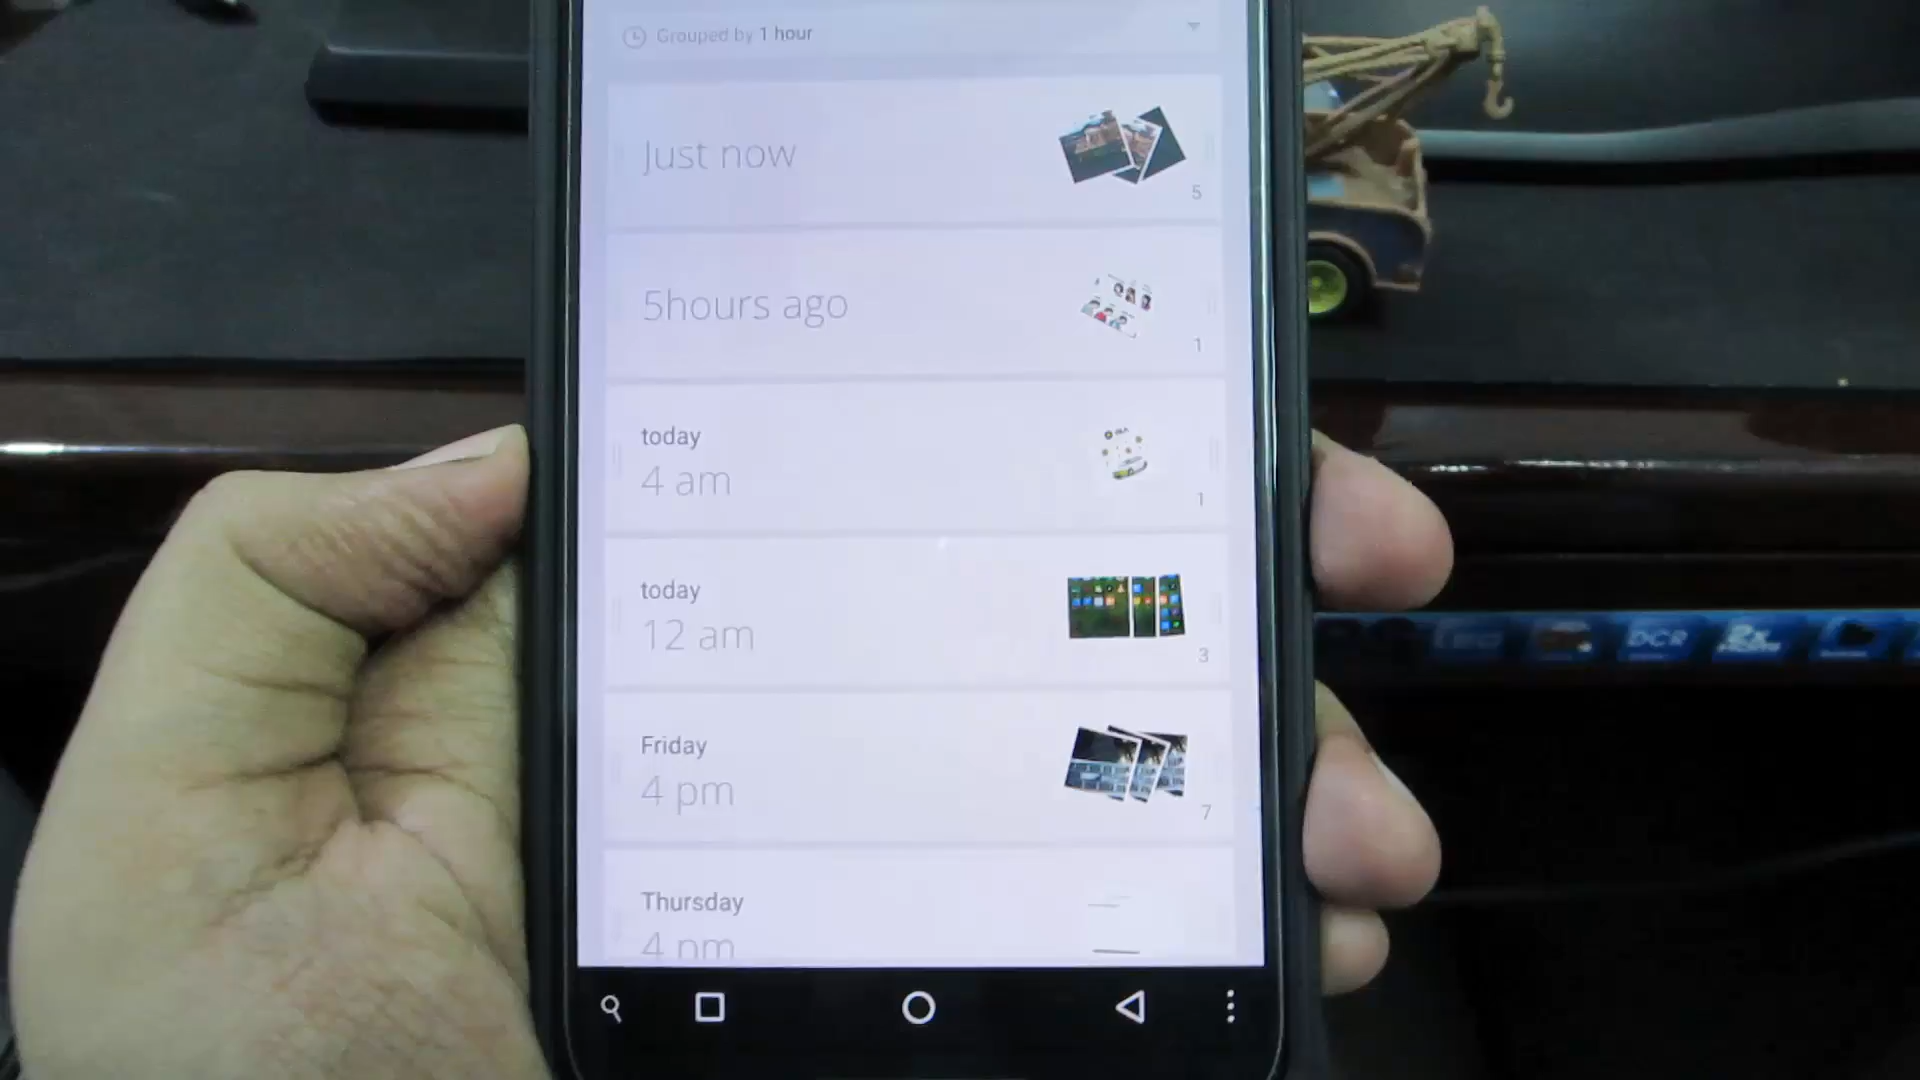 Grouped by 1 hour
Just now
5
5hours ago
1
today
4 am
1
today
12 am
3
Friday
4 pm
7
Thursday
4 pm
DCR